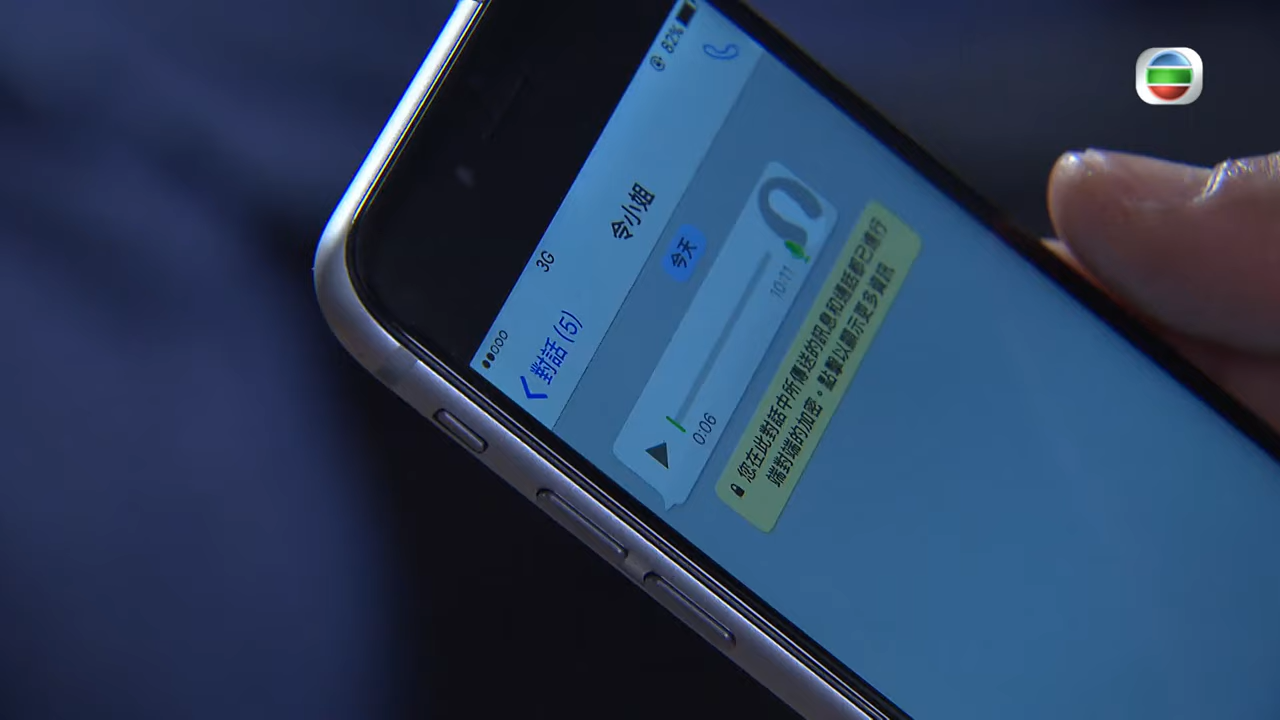 3G
82%
對話 (5)
令小姐
今天
0:06
10:11
您在此對話中所傳送的訊息和通話都已進行
端對端的加密。點擊以顯示更多資訊